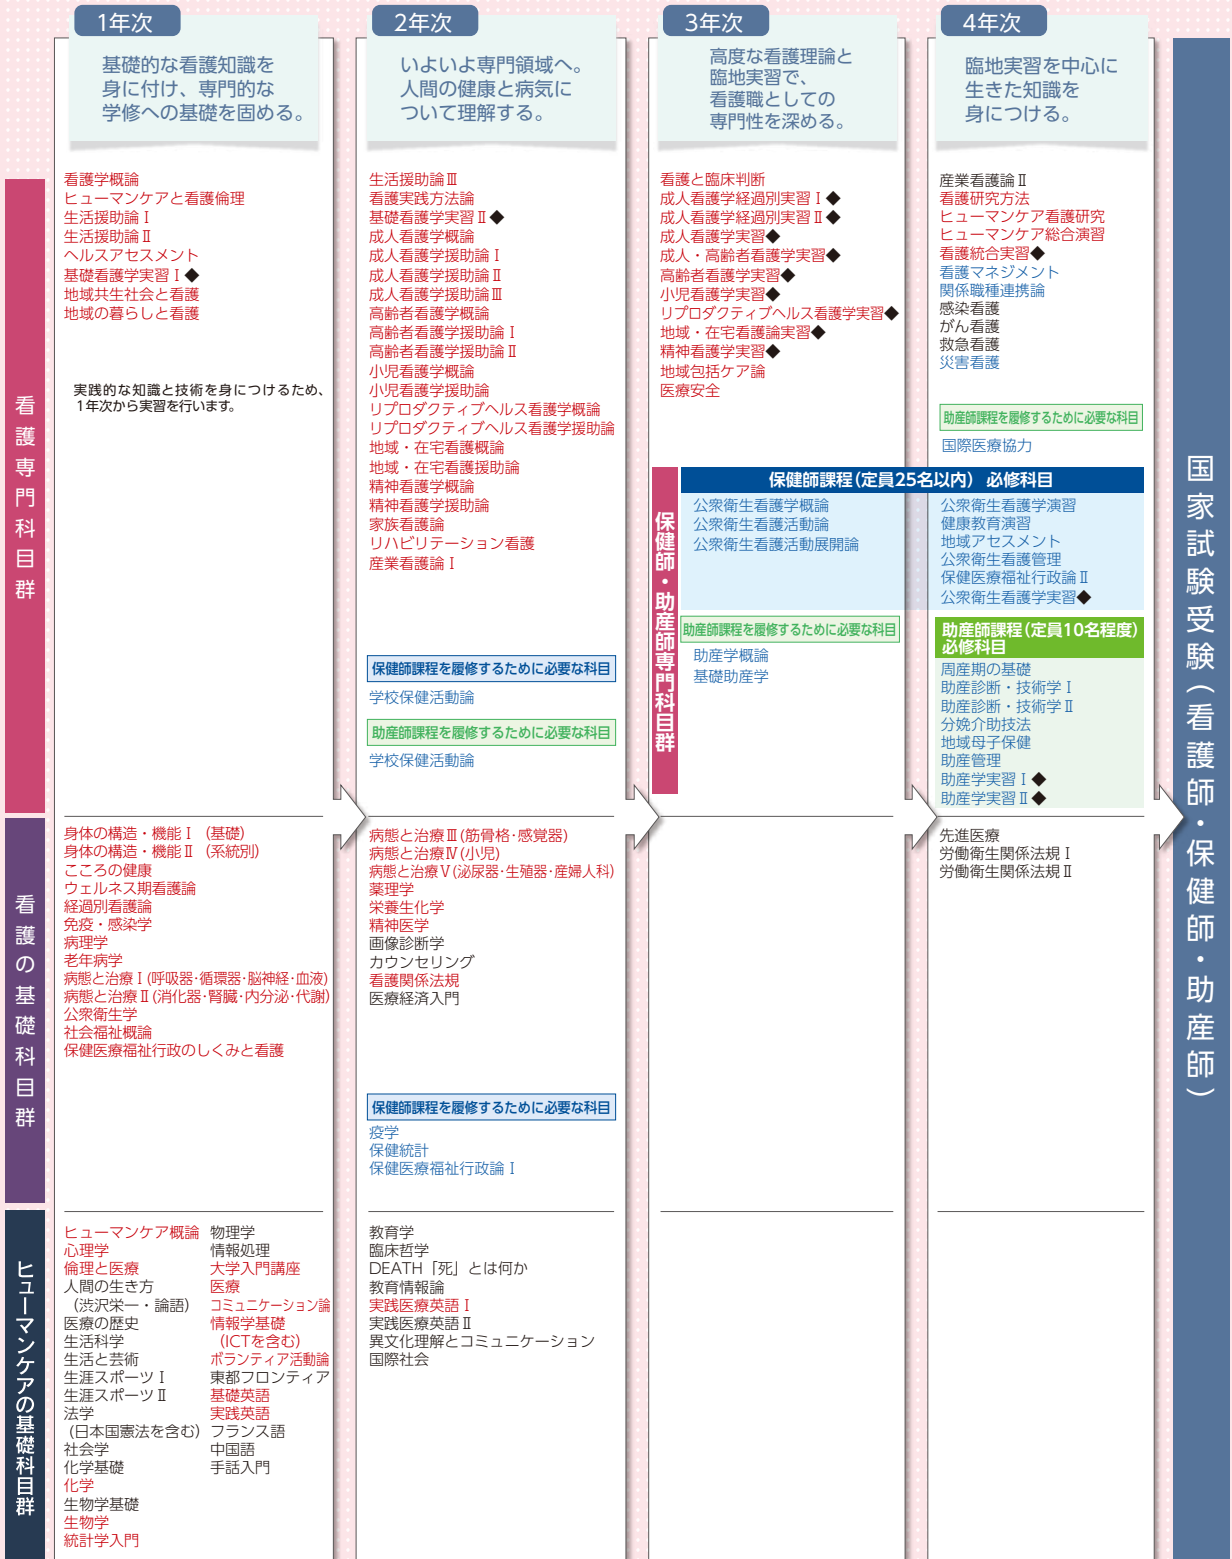 1年次
基礎的な看護知識を
身に付け、専門的な
学修への基礎を固める。
2年次
いよいよ専門領域へ。
人間の健康と病気に
ついて理解する。
3年次
高度な看護理論と
臨地実習で、
看護職としての
専門性を深める。
4年次
臨地実習を中心に
生きた知識を
身につける。
看護専門科目群
看護学概論
ヒューマンケアと看護倫理
生活援助論Ⅰ
生活援助論Ⅱ
ヘルスアセスメント
基礎看護学実習Ⅰ◆
地域共生社会と看護
地域の暮らしと看護
実践的な知識と技術を身につけるため、
1年次から実習を行います。
生活援助論Ⅲ
看護実践方法論
基礎看護学実習Ⅱ◆
成人看護学概論
成人看護学援助論Ⅰ
成人看護学援助論Ⅱ
成人看護学援助論Ⅲ
高齢者看護学概論
高齢者看護学援助論Ⅰ
高齢者看護学援助論Ⅱ
小児看護学概論
小児看護学援助論
リプロダクティブヘルス看護学概論
リプロダクティブヘルス看護学援助論
地域・在宅看護概論
地域・在宅看護援助論
精神看護学概論
精神看護学援助論
家族看護論
リハビリテーション看護
産業看護論Ⅰ
保健師課程を履修するために必要な科目
学校保健活動論
助産師課程を履修するために必要な科目
学校保健活動論
看護と臨床判断
成人看護学経過別実習Ⅰ◆
成人看護学経過別実習Ⅱ◆
成人看護学実習◆
成人・高齢者看護学実習◆
高齢者看護学実習◆
小児看護学実習◆
リプロダクティブヘルス看護学実習◆
地域・在宅看護論実習◆
精神看護学実習◆
地域包括ケア論
医療安全
産業看護論Ⅱ
看護研究方法
ヒューマンケア看護研究
ヒューマンケア総合演習
看護統合実習◆
看護マネジメント
関係職種連携論
感染看護
がん看護
救急看護
災害看護
助産師課程を履修するために必要な科目
国際医療協力
保健師・助産師専門科目群
保健師課程(定員25名以内) 必修科目
公衆衛生看護学概論
公衆衛生看護活動論
公衆衛生看護活動展開論
公衆衛生看護学演習
健康教育演習
地域アセスメント
公衆衛生看護管理
保健医療福祉行政論Ⅱ
公衆衛生看護学実習◆
助産師課程を履修するために必要な科目
助産学概論
基礎助産学
助産師課程(定員10名程度)
必修科目
周産期の基礎
助産診断・技術学Ⅰ
助産診断・技術学Ⅱ
分娩介助技法
地域母子保健
助産管理
助産学実習Ⅰ◆
助産学実習Ⅱ◆
看護の基礎科目群
身体の構造・機能Ⅰ(基礎)
身体の構造・機能Ⅱ(系統別)
こころの健康
ウェルネス期看護論
経過別看護論
免疫・感染学
病理学
老年病学
病態と治療Ⅰ(呼吸器・循環器・脳神経・血液)
病態と治療Ⅱ(消化器・腎臓・内分泌・代謝)
公衆衛生学
社会福祉概論
保健医療福祉行政のしくみと看護
病態と治療Ⅲ(筋骨格・感覚器)
病態と治療Ⅳ(小児)
病態と治療Ⅴ(泌尿器・生殖器・産婦人科)
薬理学
栄養生化学
精神医学
画像診断学
カウンセリング
看護関係法規
医療経済入門
保健師課程を履修するために必要な科目
疫学
保健統計
保健医療福祉行政論Ⅰ
先進医療
労働衛生関係法規Ⅰ
労働衛生関係法規Ⅱ
ヒューマンケアの基礎科目群
ヒューマンケア概論
心理学
倫理と医療
人間の生き方
(渋沢栄一・論語)
医療の歴史
生活科学
生活と芸術
生涯スポーツⅠ
生涯スポーツⅡ
法学
(日本国憲法を含む)
社会学
化学基礎
化学
生物学基礎
生物学
統計学入門
物理学
情報処理
大学入門講座
医療
コミュニケーション論
情報学基礎
(ICTを含む)
ボランティア活動論
東都フロンティア
基礎英語
実践英語
フランス語
中国語
手話入門
教育学
臨床哲学
DEATH「死」とは何か
教育情報論
実践医療英語Ⅰ
実践医療英語Ⅱ
異文化理解とコミュニケーション
国際社会
国家試験受験(看護師・保健師・助産師)